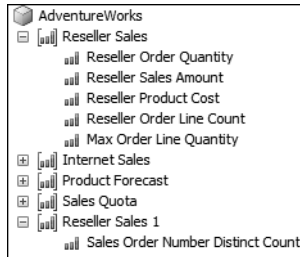 AdventureWorks
Reseller Sales
Reseller Order Quantity
Reseller Sales Amount
Reseller Product Cost
Reseller Order Line Count
Max Order Line Quantity
Internet Sales
Product Forecast
Sales Quota
Reseller Sales 1
Sales Order Number Distinct Count